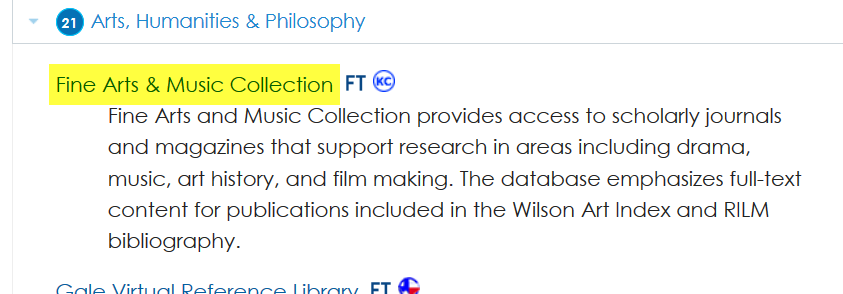 21 Arts, Humanities & Philosophy
Fine Arts & Music Collection FT KC
Fine Arts and Music Collection provides access to scholarly journals
and magazines that support research in areas including drama,
music, art history, and film making. The database emphasizes full-text
content for publications included in the Wilson Art Index and RILM
bibliography.
Gale Virtual Reference Library FT